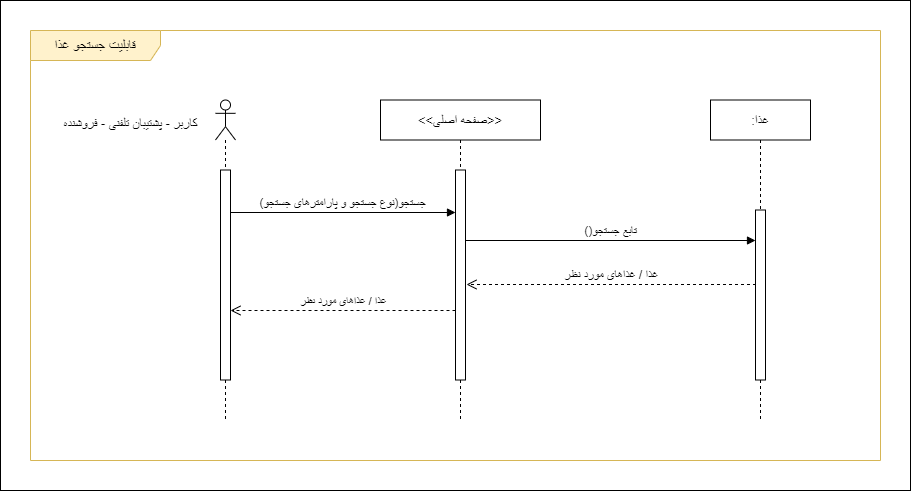 قابلیت جستجو غذا
کاربر - پشتیبان تلفنی - فروشنده
<<صفحه اصلی>>
غذا:
جستجو(نوع جستجو و پارامترهای جستجو)
تابع جستجو()
غذا / غذاهای مورد نظر
غذا / غذاهای مورد نظر